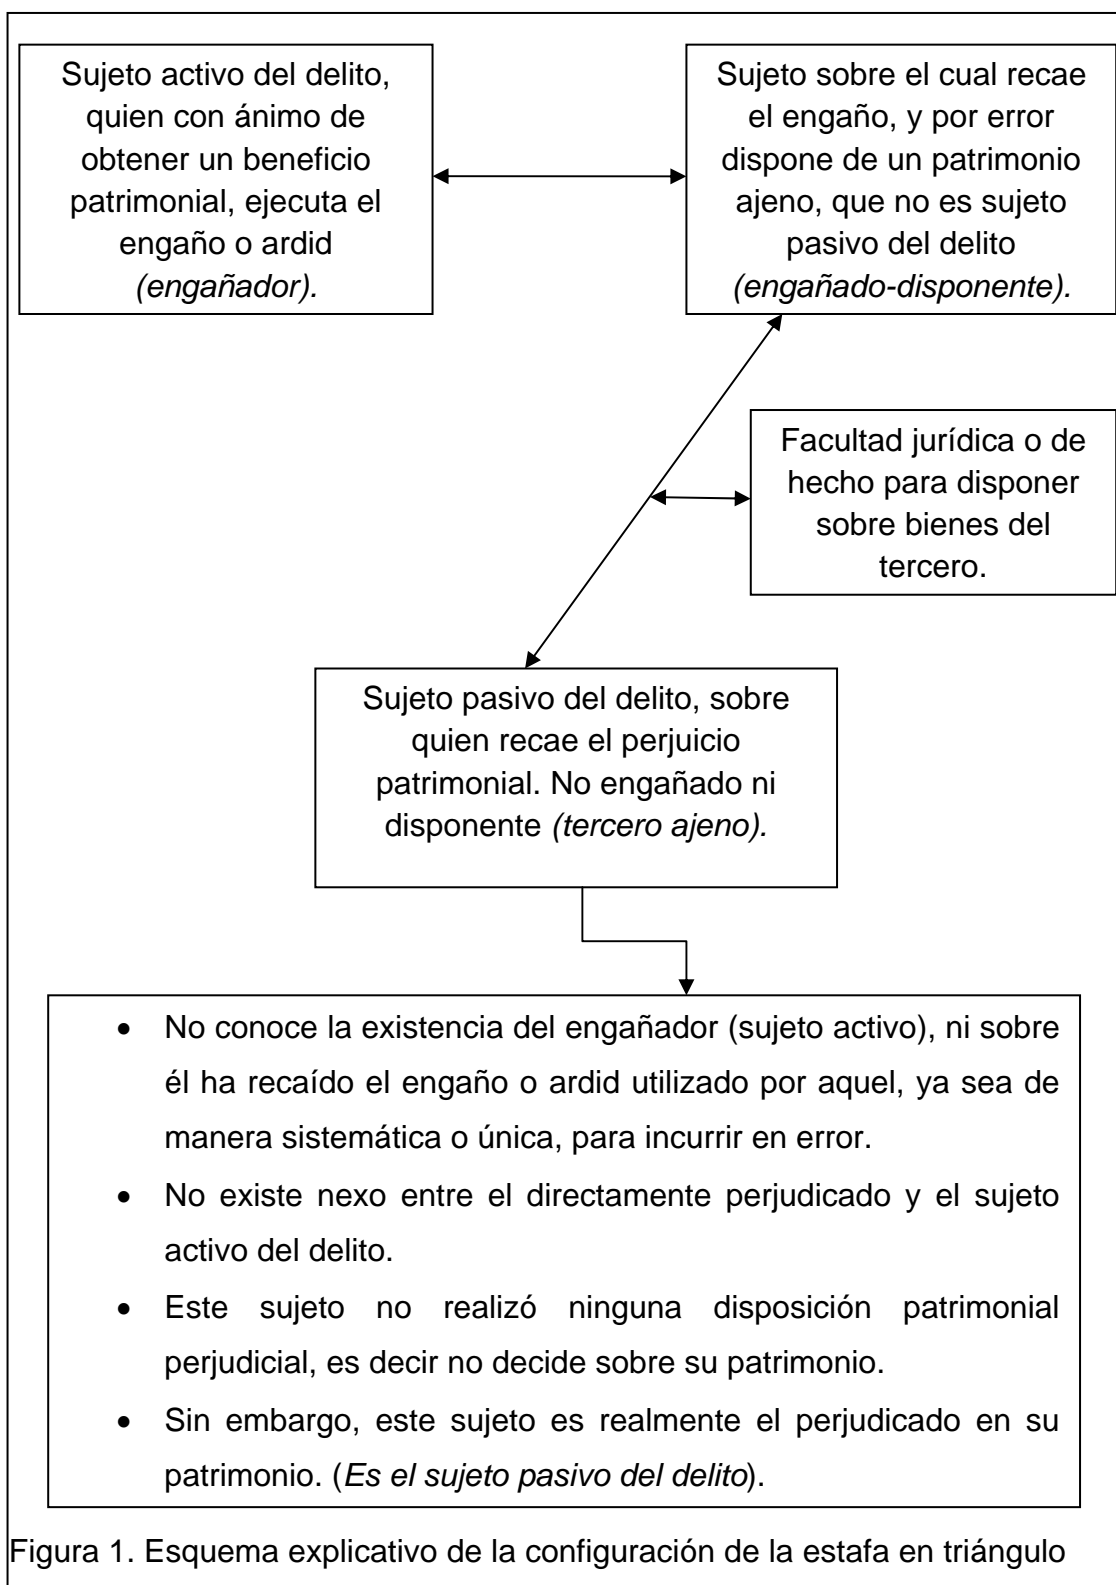 Sujeto activo del delito,
quien con ánimo de
obtener un beneficio
patrimonial, ejecuta el
engaño o ardid
(engañador).
Sujeto sobre el cual recae
el engaño, y por error
dispone de un patrimonio
ajeno, que no es sujeto
pasivo del delito
(engañado-disponente).
Facultad jurídica o de
hecho para disponer
sobre bienes del
tercero.
Sujeto pasivo del delito, sobre
quien recae el perjuicio
patrimonial. No engañado ni
disponente (tercero ajeno).
• No conoce la existencia del engañador (sujeto activo), ni sobre
él ha recaído el engaño o ardid utilizado por aquel, ya sea de
manera sistemática o única, para incurrir en error.
• No existe nexo entre el directamente perjudicado y el sujeto
activo del delito.
• Este sujeto no realizó ninguna disposición patrimonial
perjudicial, es decir no decide sobre su patrimonio.
• Sin embargo, este sujeto es realmente el perjudicado en su
patrimonio. (Es el sujeto pasivo del delito).
Figura 1. Esquema explicativo de la configuración de la estafa en triángulo